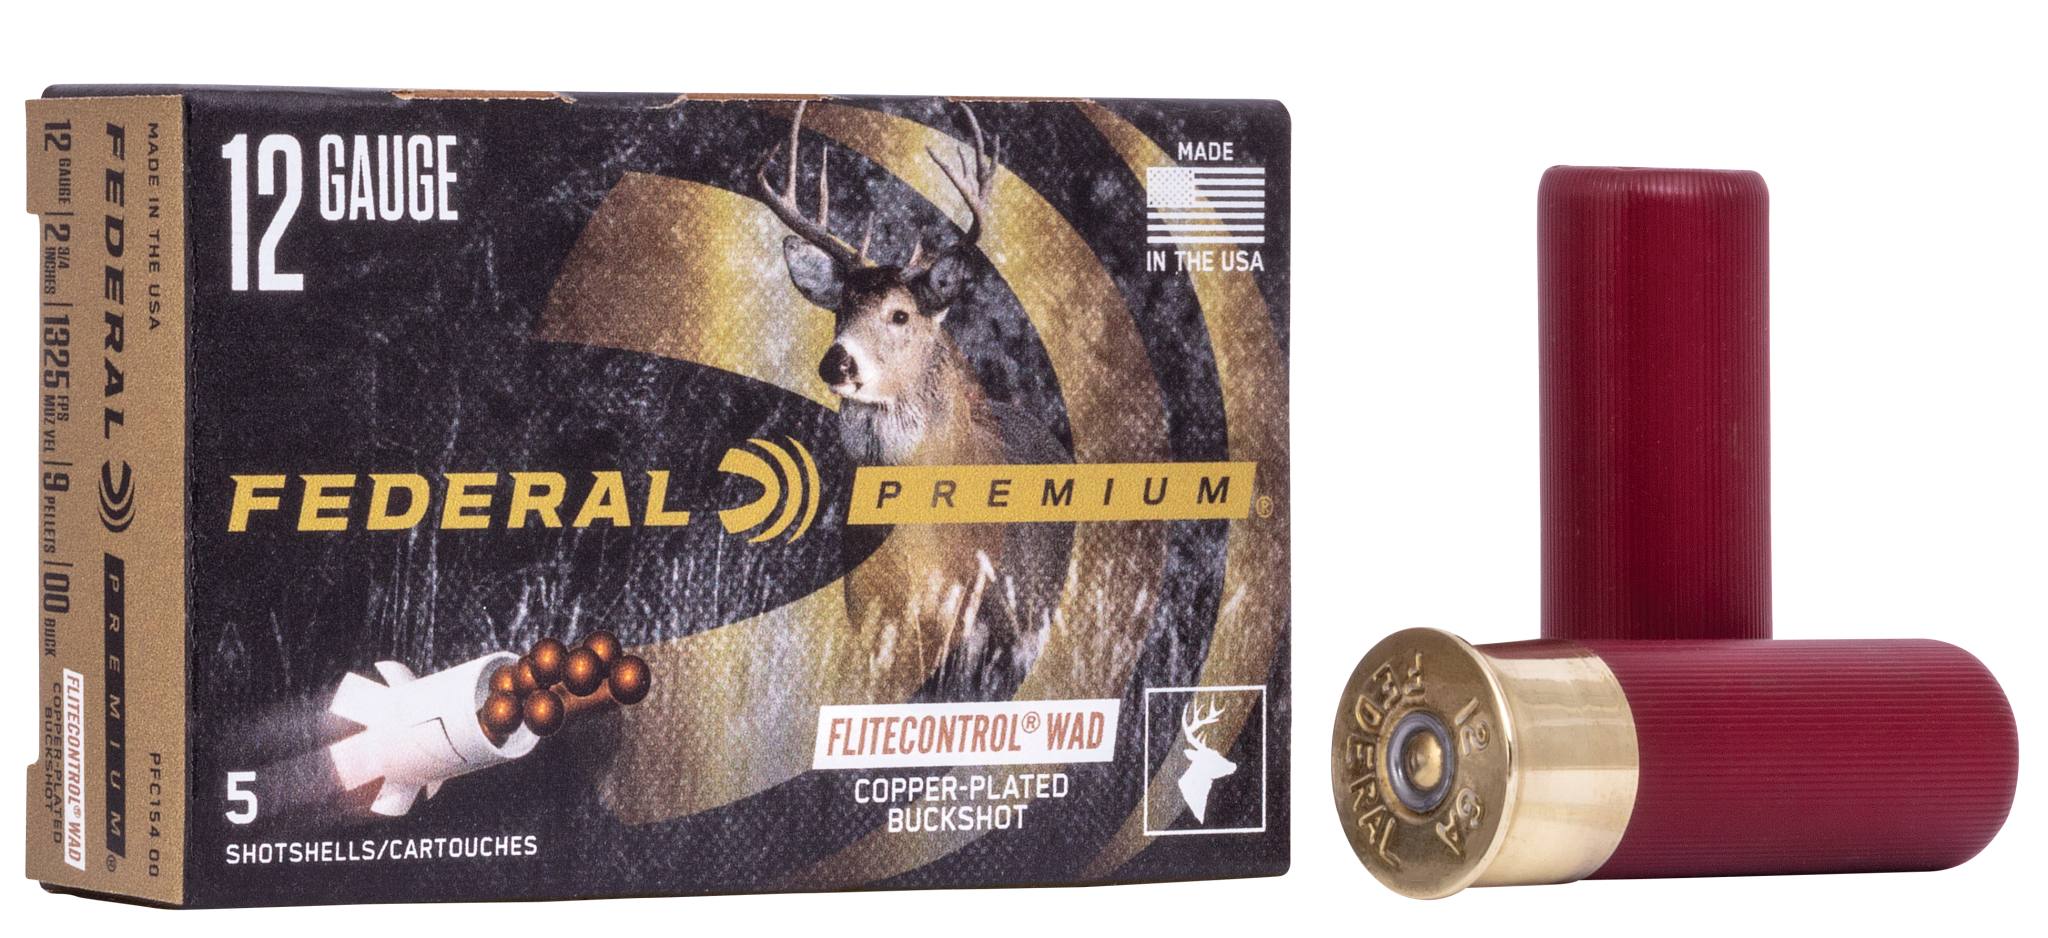 MADE IN THE USA
PFC154 00
FEDERAL PREMIUM®
12 GAUGE | 2 3/4 INCHES | 1325 FPS MUZ VEL | 9 PELLETS | 00 BUCK
FLITECONTROL® WAD
COPPER-PLATED
BUCKSHOT
12 GAUGE
MADE
IN THE USA
FEDERAL PREMIUM®
FLITECONTROL® WAD
COPPER-PLATED
BUCKSHOT
5
SHOTSHELLS/CARTOUCHES
FEDERAL
12 GA